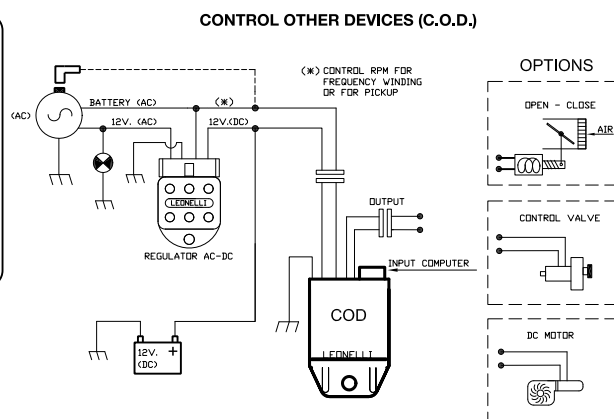 CONTROL OTHER DEVICES (C.O.D.)
(*) CONTROL RPM FOR
FREQUENCY WINDING
OR FOR PICKUP
(AC)
BATTERY (AC)
(*)
12V. (AC)
12V.(DC)
LEONELLI
REGULATOR AC-DC
OUTPUT
INPUT COMPUTER
COD
LEONELLI
12V. +
(DC)
OPTIONS
OPEN - CLOSE
AIR
CONTROL VALVE
DC MOTOR